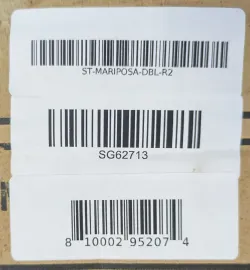 ST-MARIPOSA-DBL-R2
SG62713
8 10002 95207 4